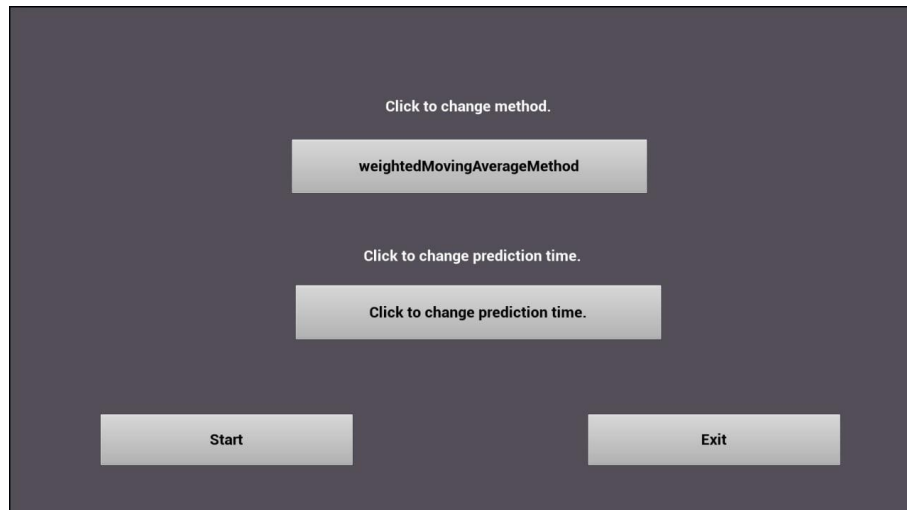 Click to change method.
weightedMovingAverageMethod
Click to change prediction time.
Click to change prediction time.
Start
Exit